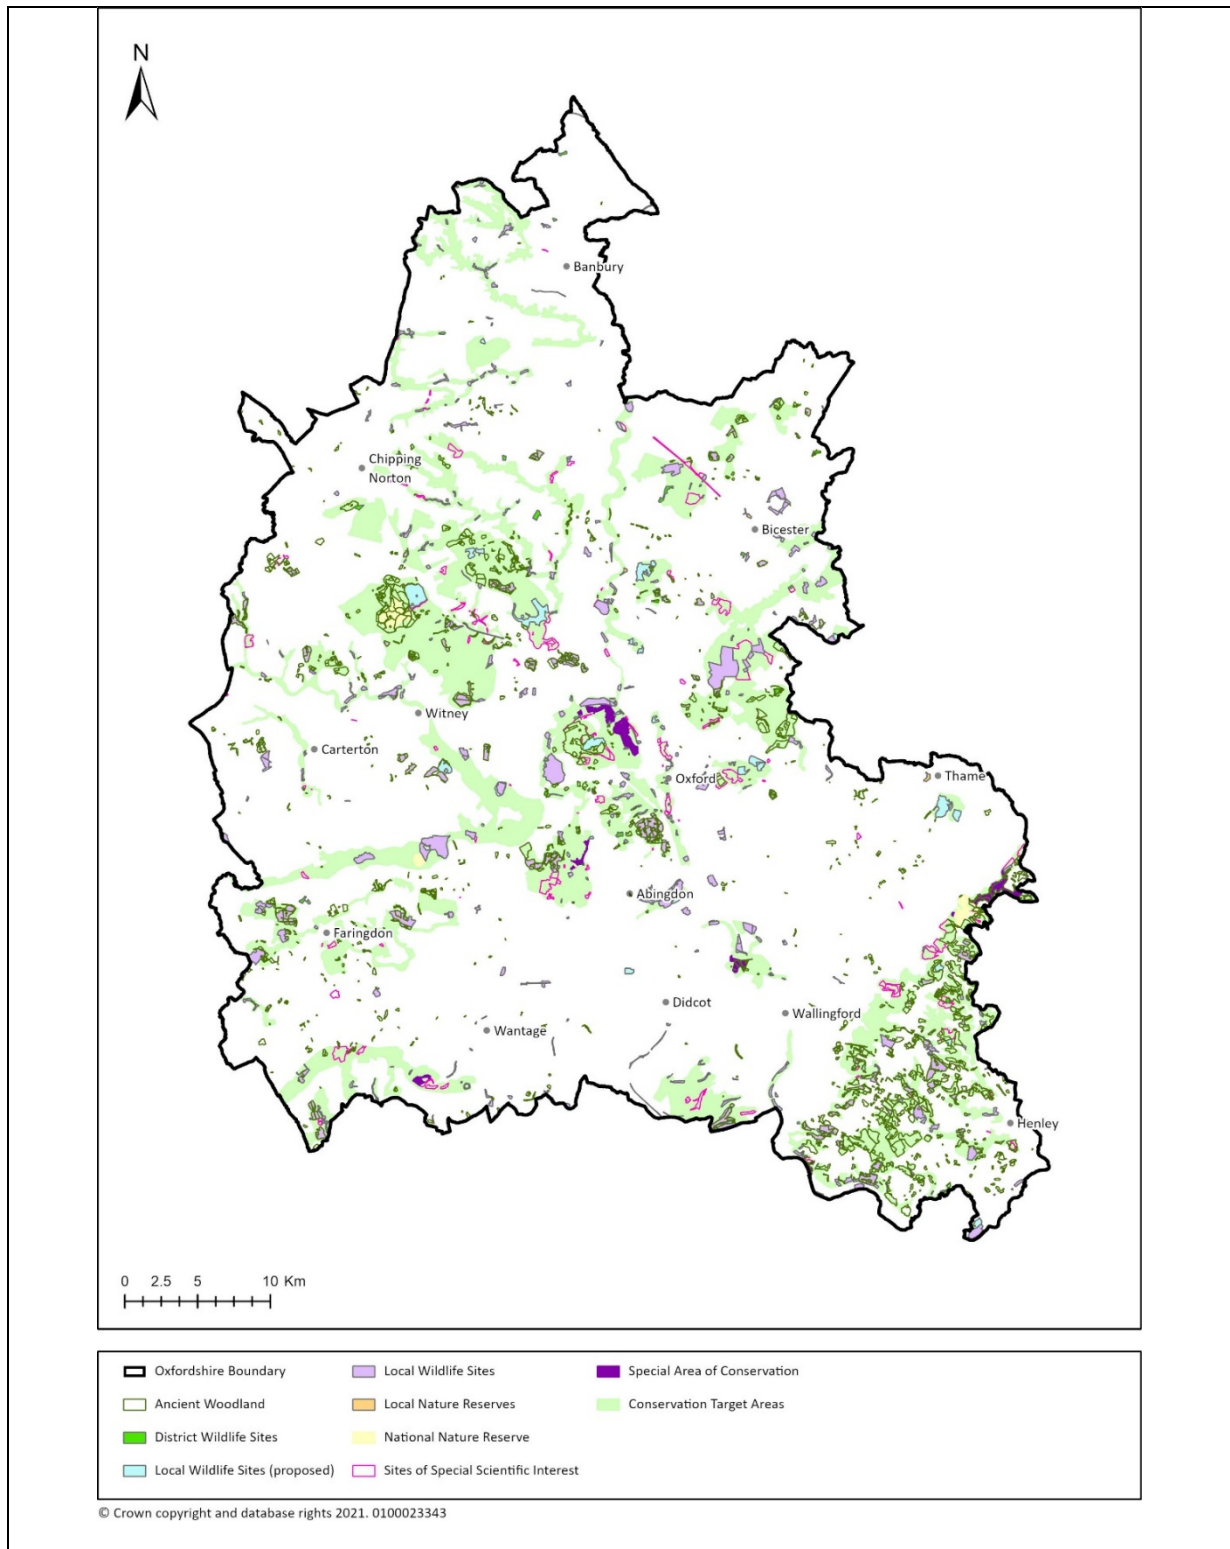 N
Banbury
Chipping
Norton
Bicester
Witney
Carterton
Oxford
Thame
Abingdon
Faringdon
Didcot
Wallingford
Wantage
Henley
0 2.5 5 10 Km
Oxfordshire Boundary
Local Wildlife Sites
Special Area of Conservation
Ancient Woodland
Local Nature Reserves
Conservation Target Areas
District Wildlife Sites
National Nature Reserve
Local Wildlife Sites (proposed)
Sites of Special Scientific Interest
© Crown copyright and database rights 2021. 0100023343